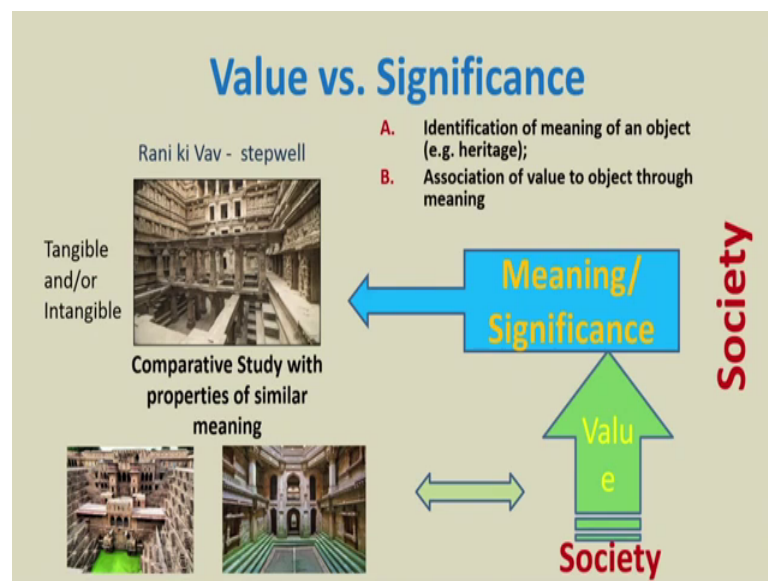 Value vs. Significance
Rani ki Vav - stepwell
A. Identification of meaning of an object
(e.g. heritage);
B. Association of value to object through
meaning
Tangible
and/or
Intangible
Meaning/
Significance
Society
Comparative Study with
properties of similar
meaning
Valu
e
Society